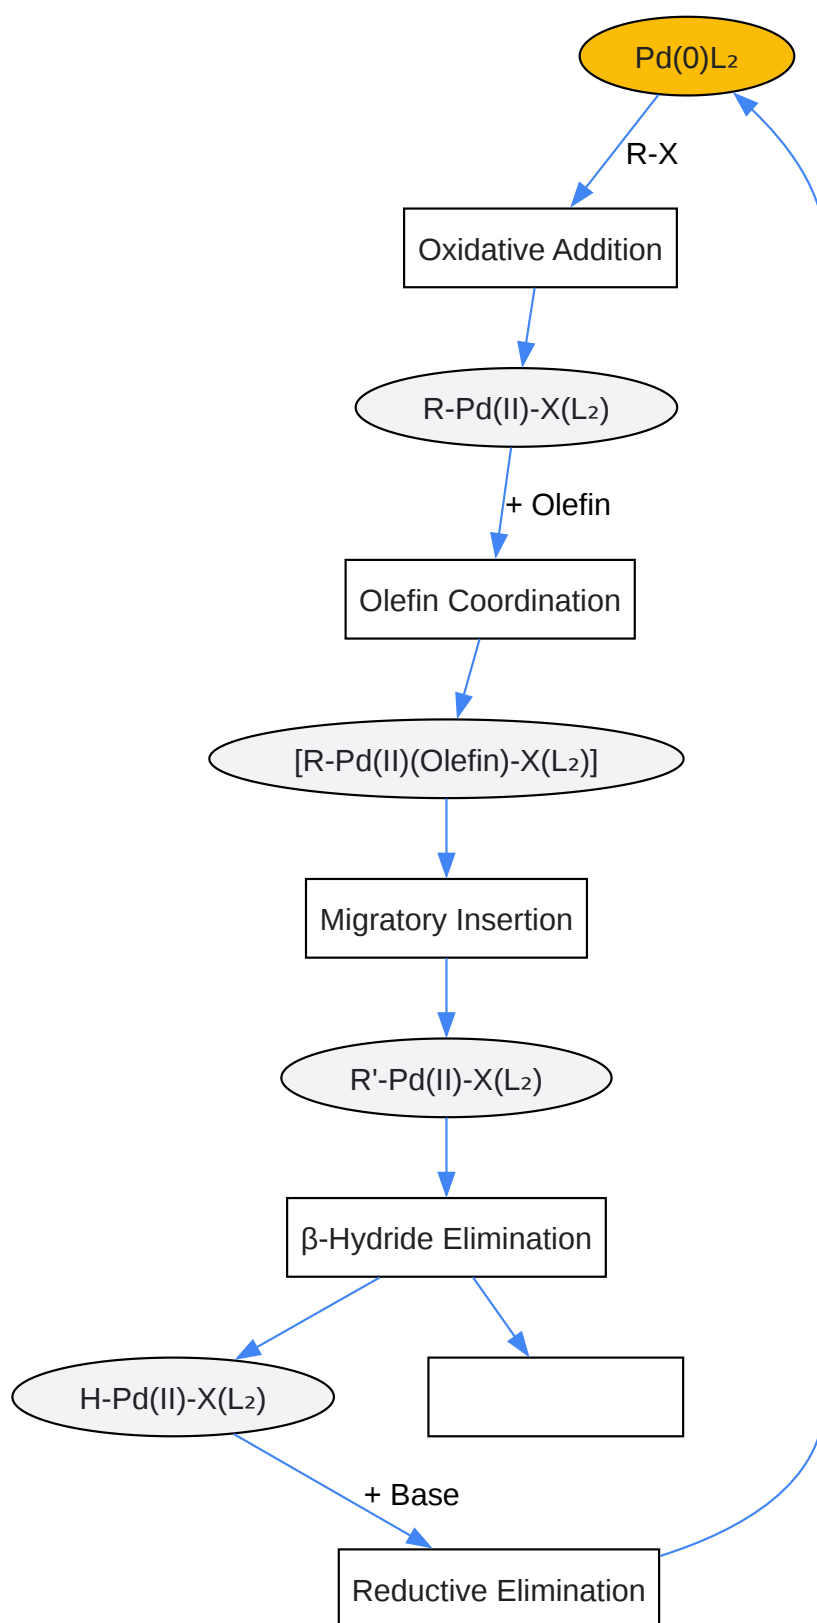 Pd(0)L₂
R-X
Oxidative Addition
R-Pd(II)-X(L₂)
+ Olefin
Olefin Coordination
[R-Pd(II)(Olefin)-X(L₂)]
Migratory Insertion
R'-Pd(II)-X(L₂)
β-Hydride Elimination
H-Pd(II)-X(L₂)
+ Base
Reductive Elimination